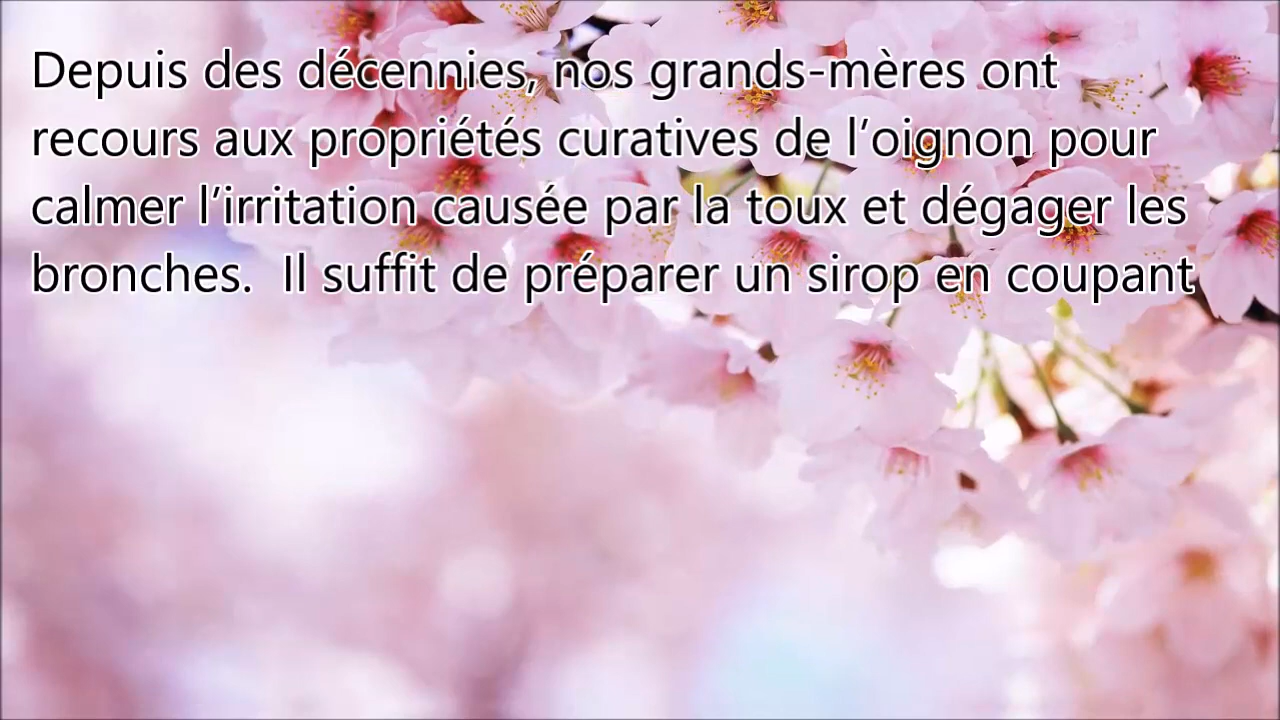 Depuis des décennies, nos grands-mères ont
recours aux propriétés curatives de l’oignon pour
calmer l’irritation causée par la toux et dégager les
bronches.  Il suffit de préparer un sirop en coupant